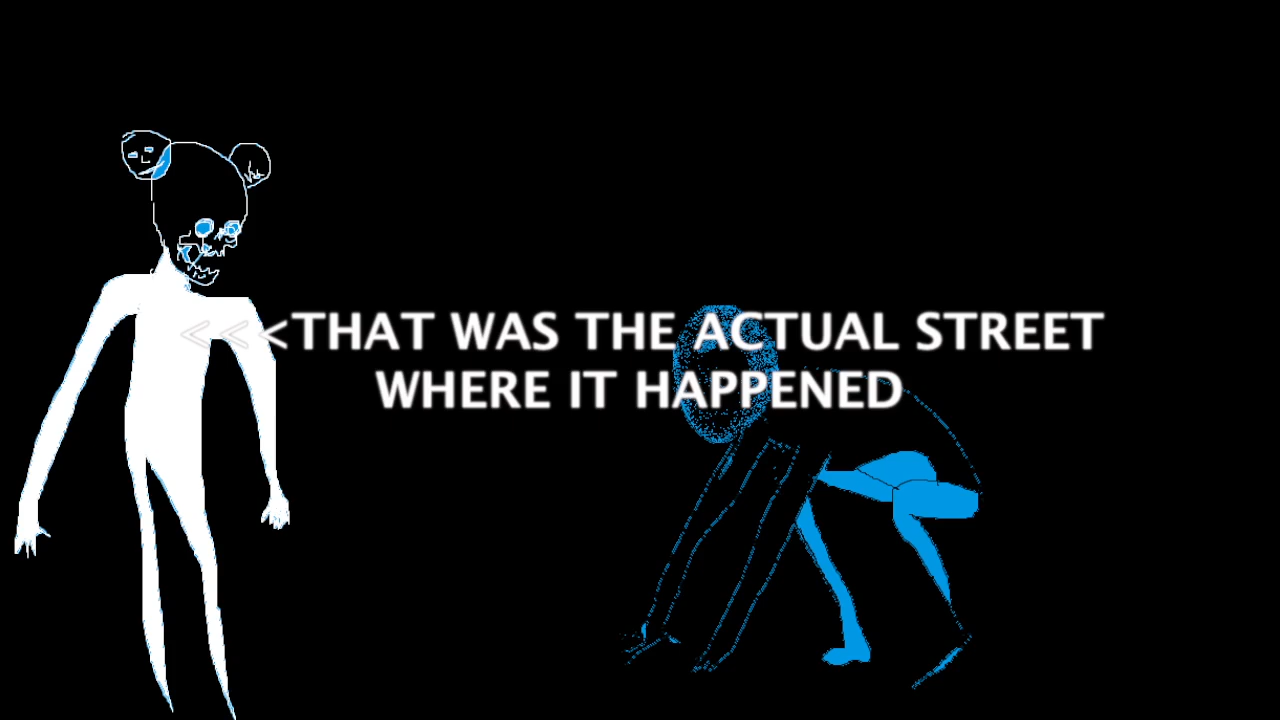 <<<THAT WAS THE ACTUAL STREET
WHERE IT HAPPENED